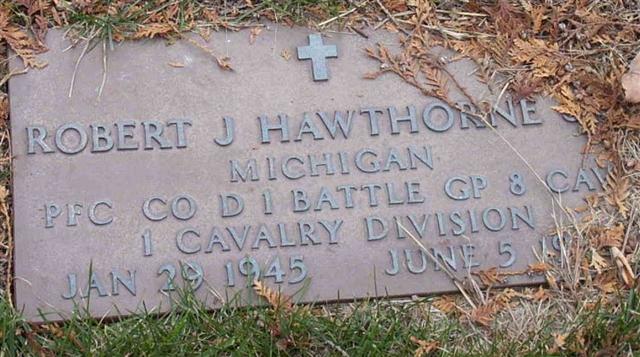 ROBERT J HAWTHORNE
MICHIGAN
PFC CO D 1 BATTLE GP 8 CAV
1 CAVALRY DIVISION
JAN 29 1945 JUNE 5